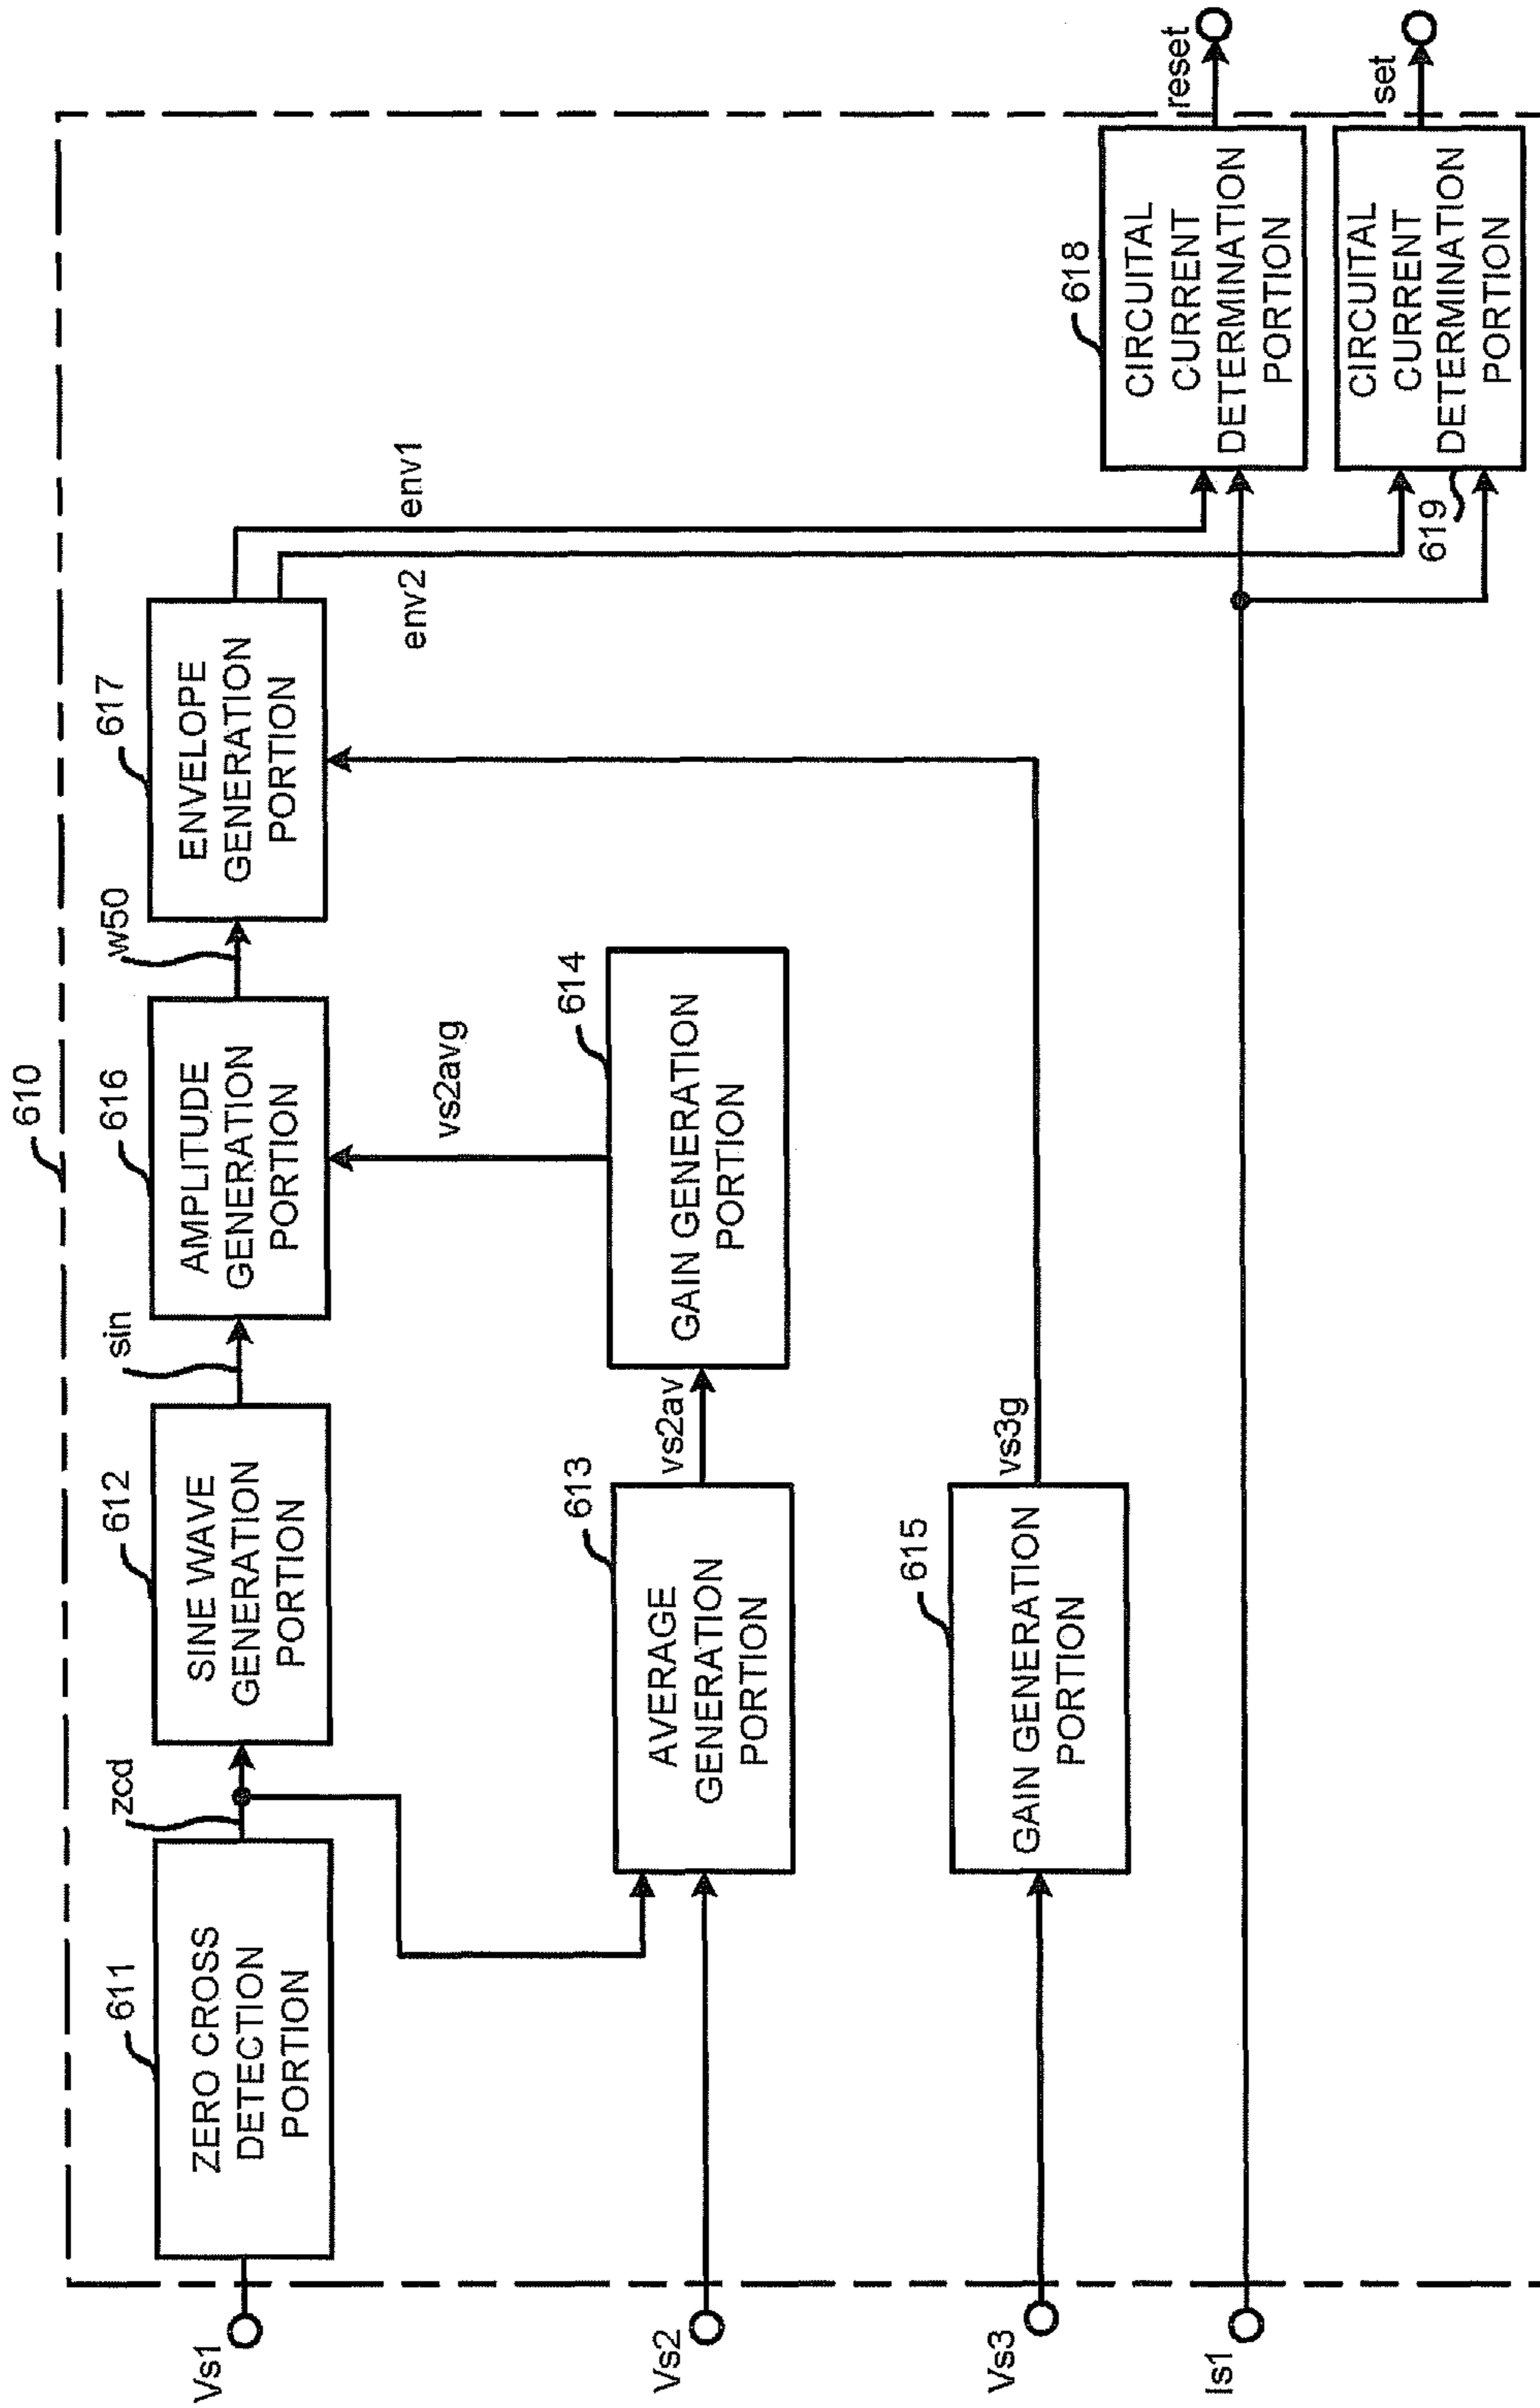 610
Vs1
611
ZERO CROSS
DETECTION
PORTION
zcd
612
SINE WAVE
GENERATION
PORTION
sin
616
AMPLITUDE
GENERATION
PORTION
w50
617
ENVELOPE
GENERATION
PORTION
env1
env2
Vs2
613
AVERAGE
GENERATION
PORTION
vs2av
614
GAIN GENERATION
PORTION
vs2avg
Vs3
615
GAIN GENERATION
PORTION
vs3g
Is1
618
CIRCUITAL
CURRENT
DETERMINATION
PORTION
reset
619
CIRCUITAL
CURRENT
DETERMINATION
PORTION
set